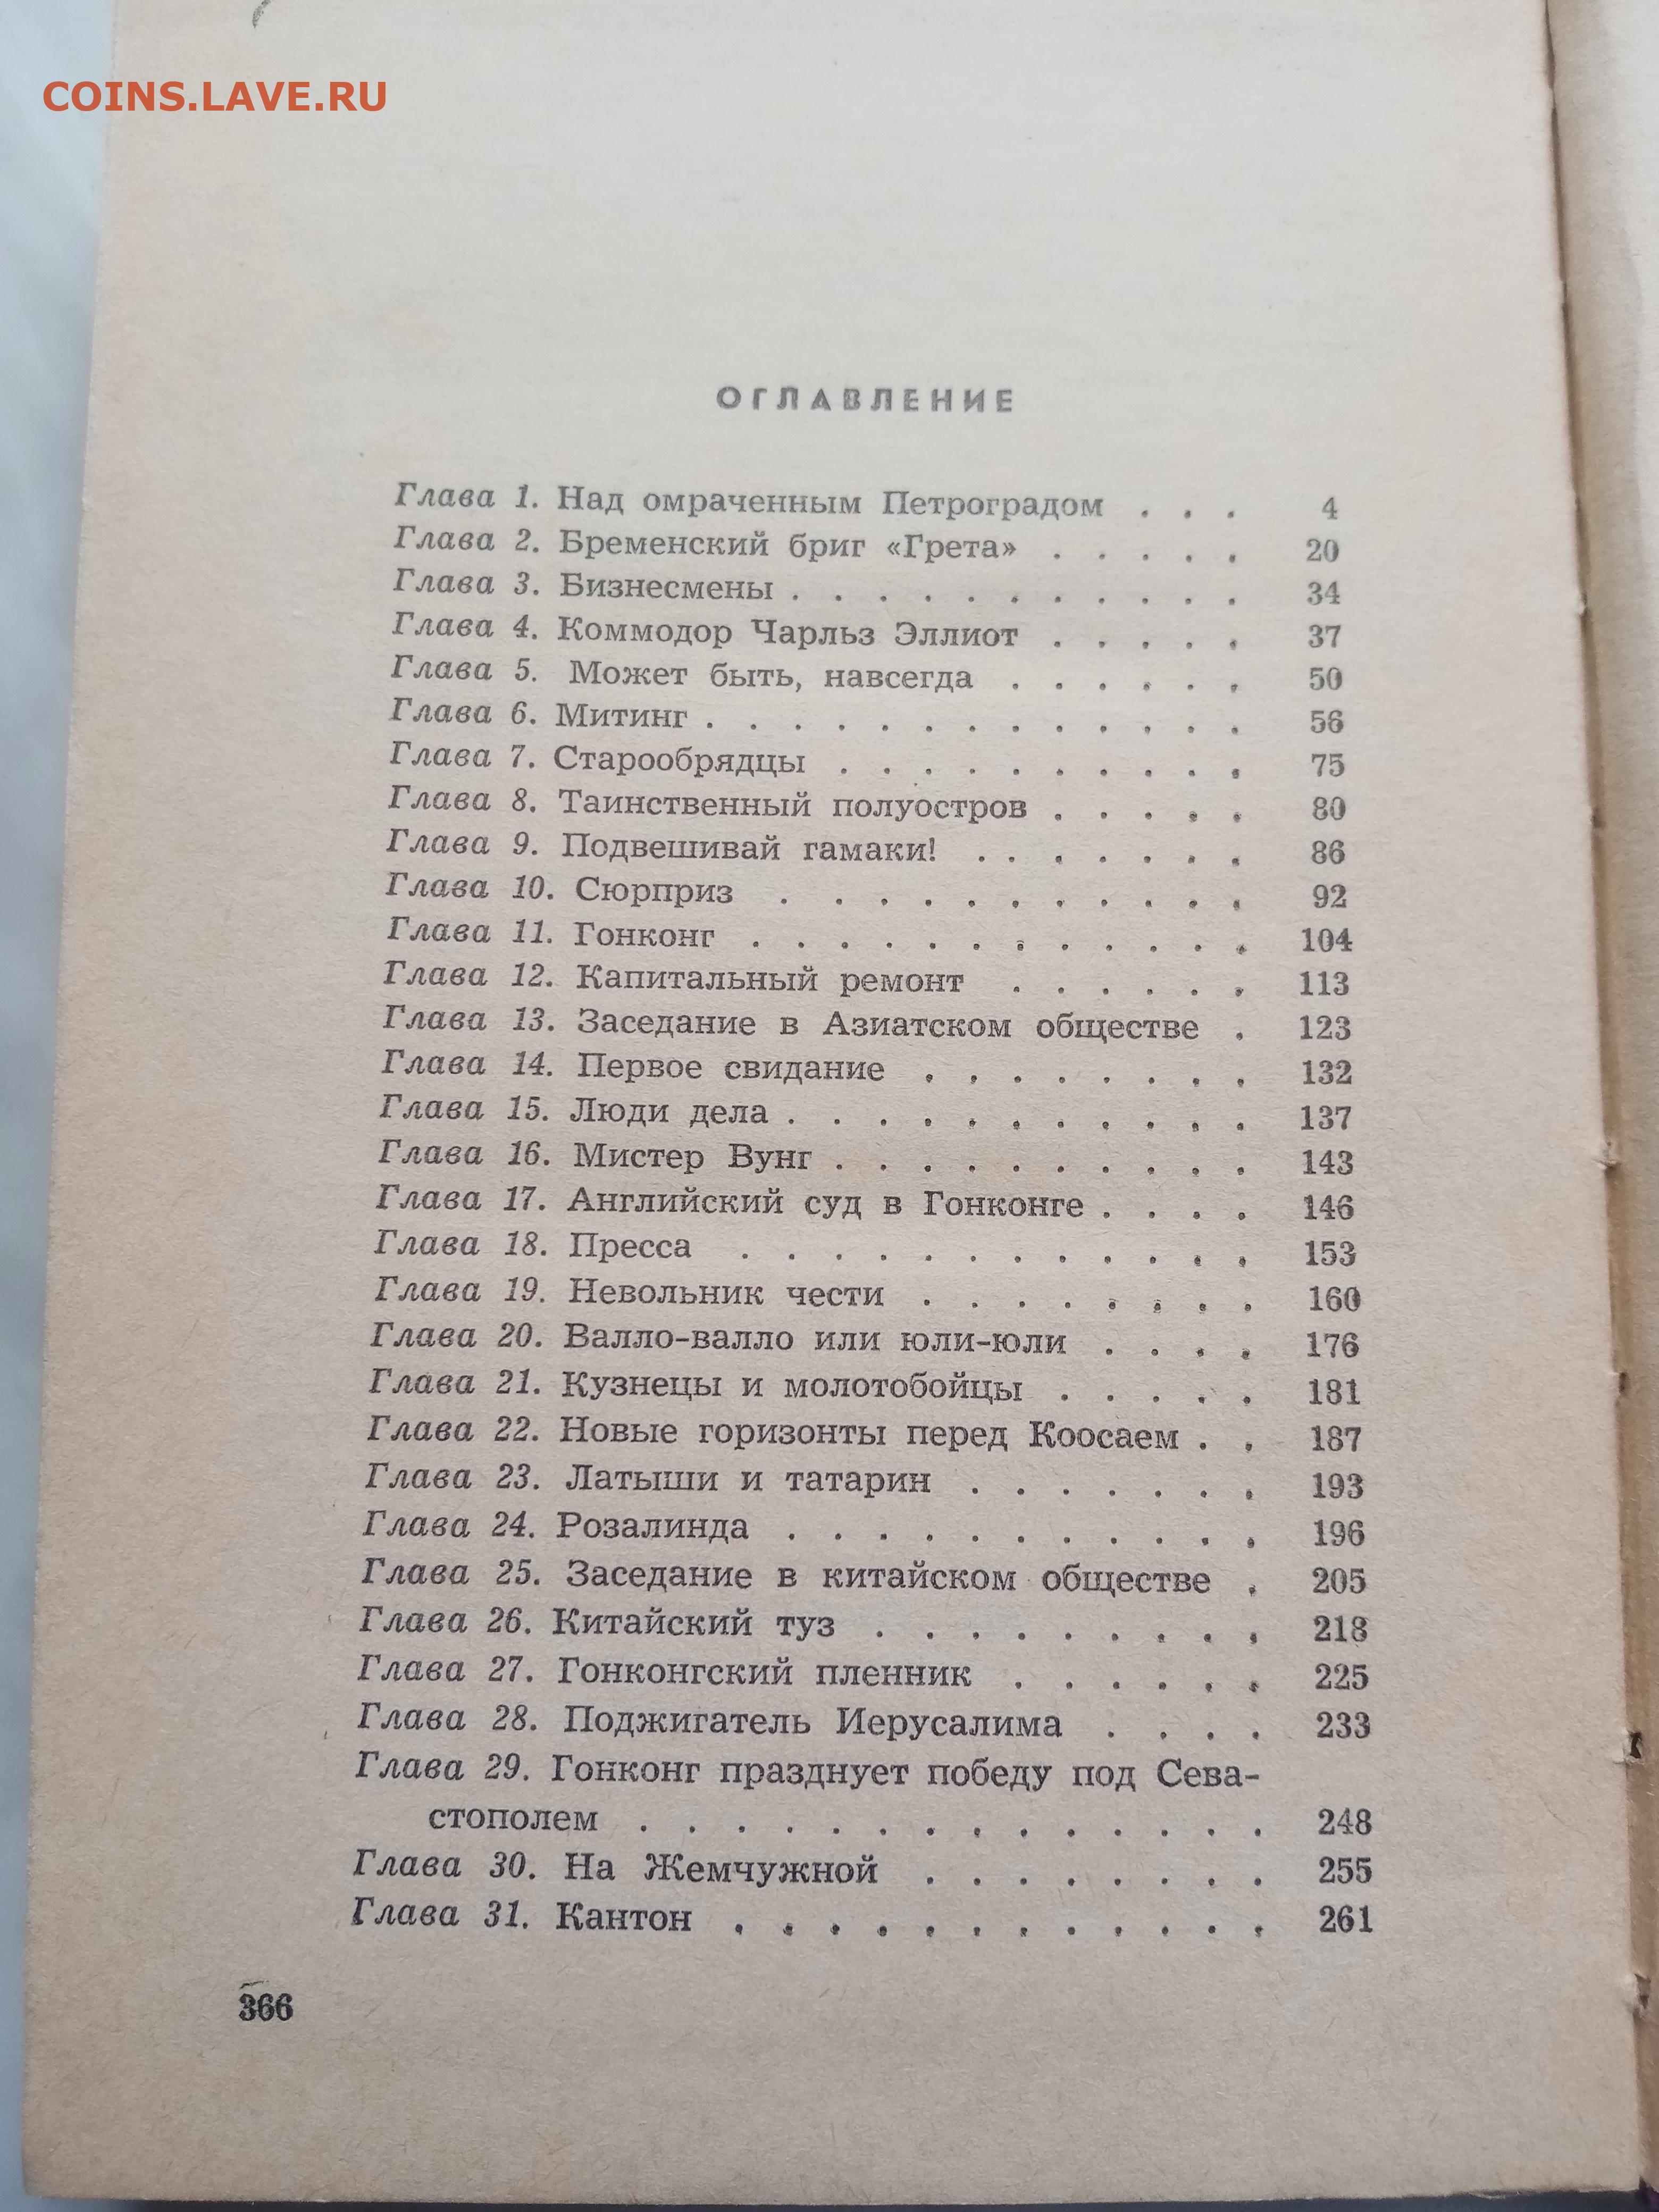 COINS.LAVE.RU
ОГЛАВЛЕНИЕ
Глава 1. Над омраченным Петроградом . . . 4
Глава 2. Бременский бриг «Грета» . . . . . 20
Глава 3. Бизнесмены . . . . . . . . . . . 34
Глава 4. Коммодор Чарльз Эллиот . . . . . 37
Глава 5. Может быть, навсегда . . . . . . 50
Глава 6. Митинг . . . . . . . . . . . . . 56
Глава 7. Старообрядцы . . . . . . . . . . 75
Глава 8. Таинственный полуостров . . . . . 80
Глава 9. Подвешивай гамаки! . . . . . . . 86
Глава 10. Сюрприз . . . . . . . . . . . 92
Глава 11. Гонконг . . . . . . . . . . . . 104
Глава 12. Капитальный ремонт . . . . . . 113
Глава 13. Заседание в Азиатском обществе . 123
Глава 14. Первое свидание . . . . . . . . 132
Глава 15. Люди дела . . . . . . . . . . . 137
Глава 16. Мистер Вунг . . . . . . . . . . 143
Глава 17. Английский суд в Гонконге . . . . 146
Глава 18. Пресса . . . . . . . . . . . . 153
Глава 19. Невольник чести . . . . . . . . 160
Глава 20. Валло-валло или юли-юли . . . . 176
Глава 21. Кузнецы и молотобойцы . . . . . 181
Глава 22. Новые горизонты перед Коосаем . . 187
Глава 23. Латыши и татарин . . . . . . . 193
Глава 24. Розалинда . . . . . . . . . . . 196
Глава 25. Заседание в китайском обществе . 205
Глава 26. Китайский туз . . . . . . . . . 218
Глава 27. Гонконгский пленник . . . . . . 225
Глава 28. Поджигатель Иерусалима . . . . 233
Глава 29. Гонконг празднует победу под Сева-
стополем . . . . . . . . . . . . . . 248
Глава 30. На Жемчужной . . . . . . . . 255
Глава 31. Кантон . . . . . . . . . . . . 261
366